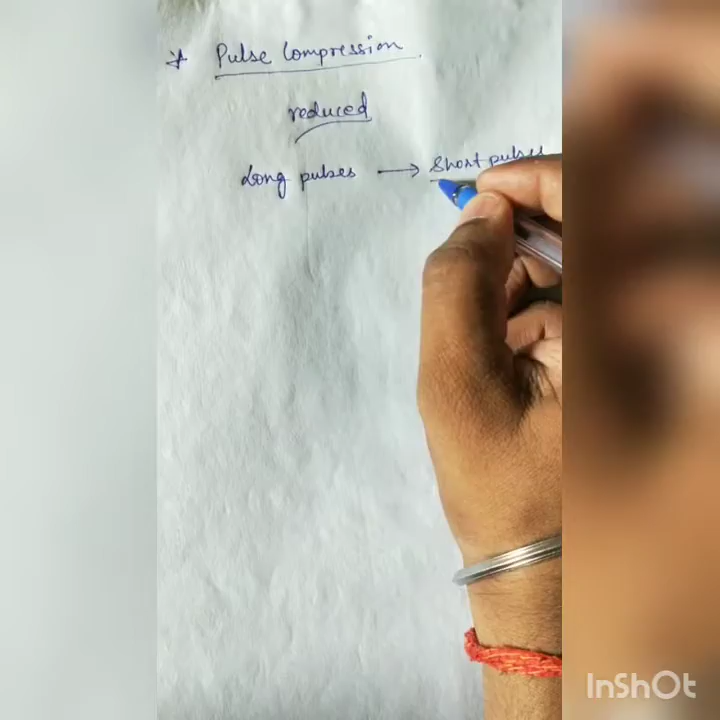 * Pulse Compression.
reduced
Long pulses → Short pulses
InShOt